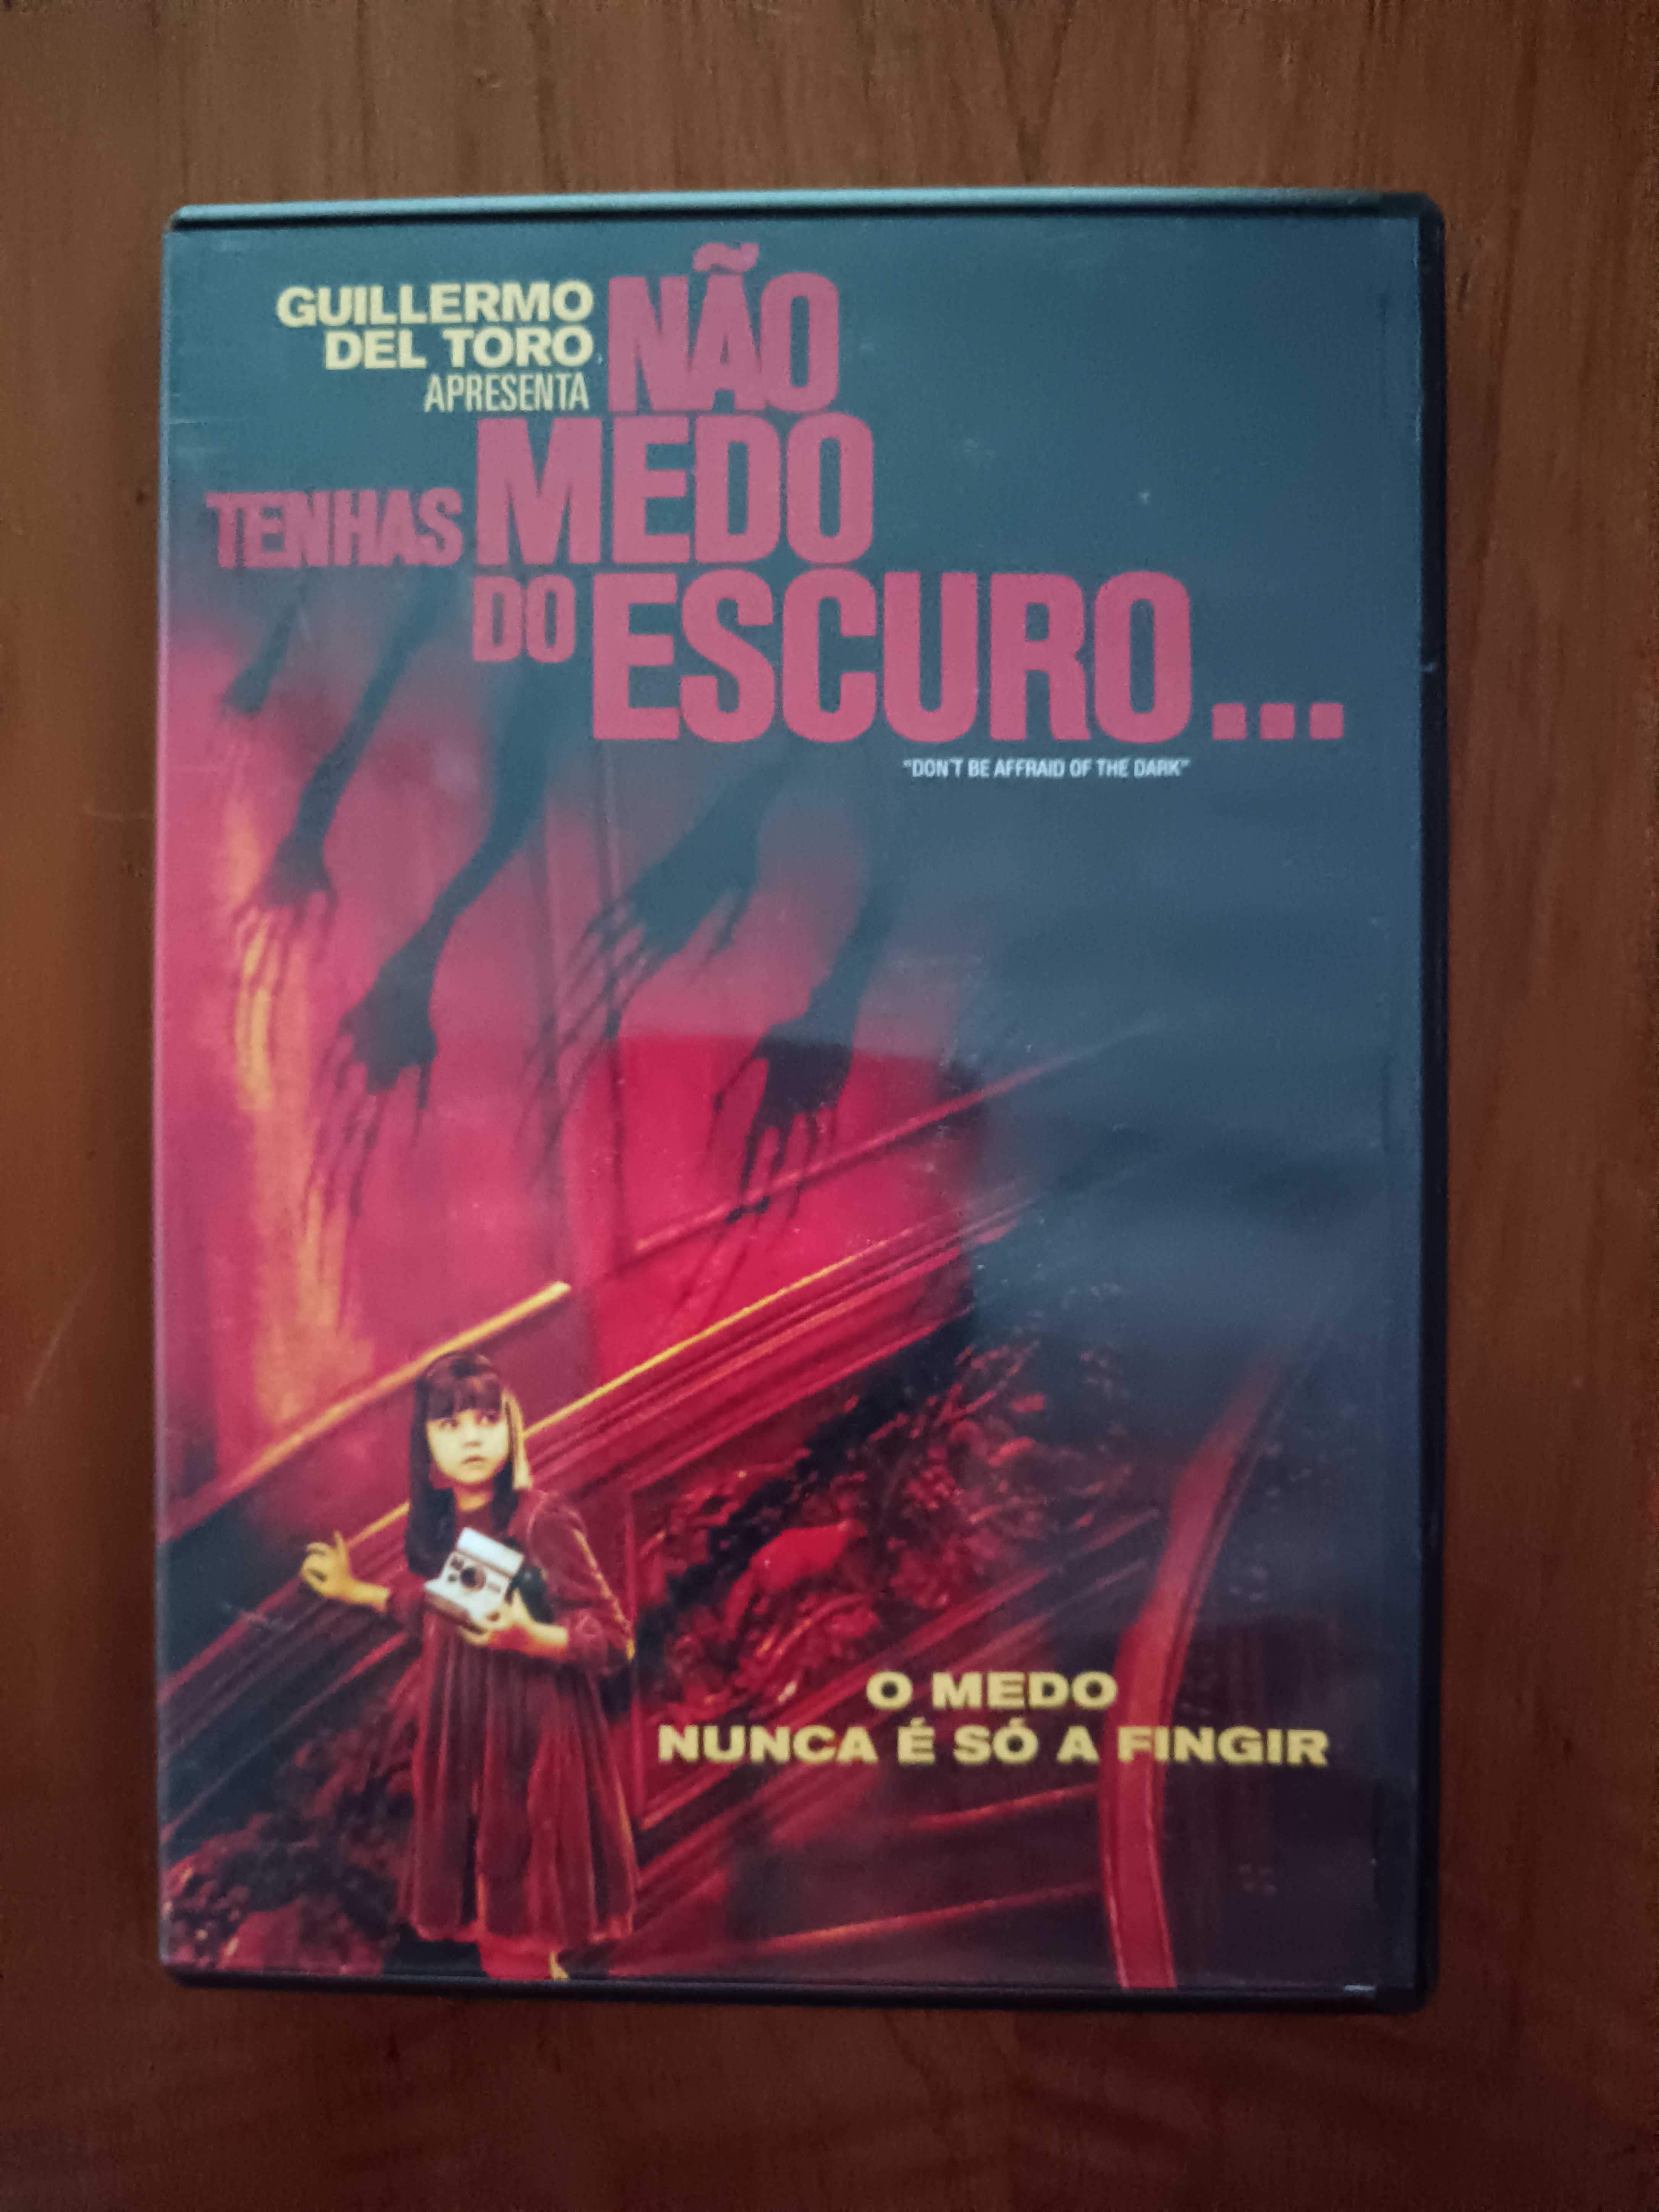 GUILLERMO
DEL TORO
APRESENTA
NÃO
TENHAS MEDO
DO ESCURO...
"DON'T BE AFFRAID OF THE DARK"
O MEDO
NUNCA É SÓ A FINGIR